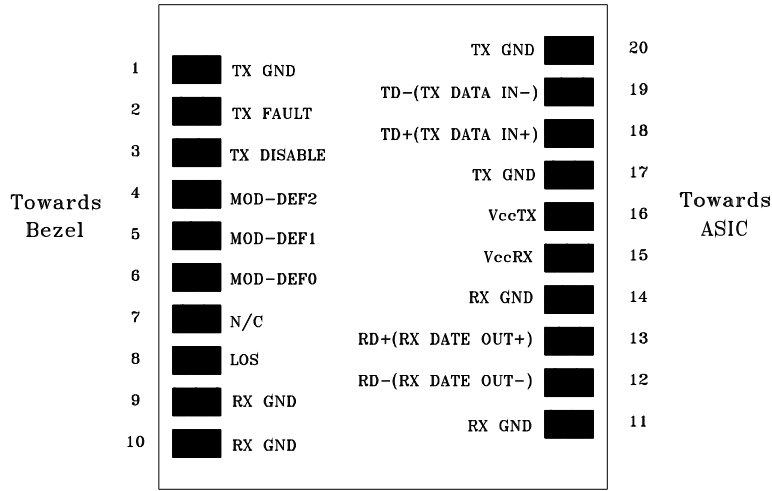 Towards
Bezel
1 TX GND
2 TX FAULT
3 TX DISABLE
4 MOD-DEF2
5 MOD-DEF1
6 MOD-DEF0
7 N/C
8 LOS
9 RX GND
10 RX GND
TX GND 20
TD-(TX DATA IN-) 19
TD+(TX DATA IN+) 18
TX GND 17
VccTX 16
VccRX 15
RX GND 14
RD+(RX DATE OUT+) 13
RD-(RX DATE OUT-) 12
RX GND 11
Towards
ASIC